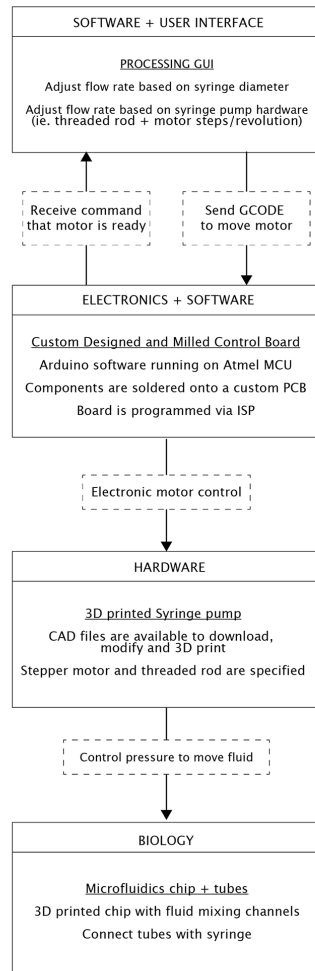 SOFTWARE + USER INTERFACE
PROCESSING GUI
Adjust flow rate based on syringe diameter
Adjust flow rate based on syringe pump hardware
(ie. threaded rod + motor steps/revolution)
Receive command
that motor is ready
Send GCODE
to move motor
ELECTRONICS + SOFTWARE
Custom Designed and Milled Control Board
Arduino software running on Atmel MCU
Components are soldered onto a custom PCB
Board is programmed via ISP
Electronic motor control
HARDWARE
3D printed Syringe pump
CAD files are available to download,
modify and 3D print
Stepper motor and threaded rod are specified
Control pressure to move fluid
BIOLOGY
Microfluidics chip + tubes
3D printed chip with fluid mixing channels
Connect tubes with syringe